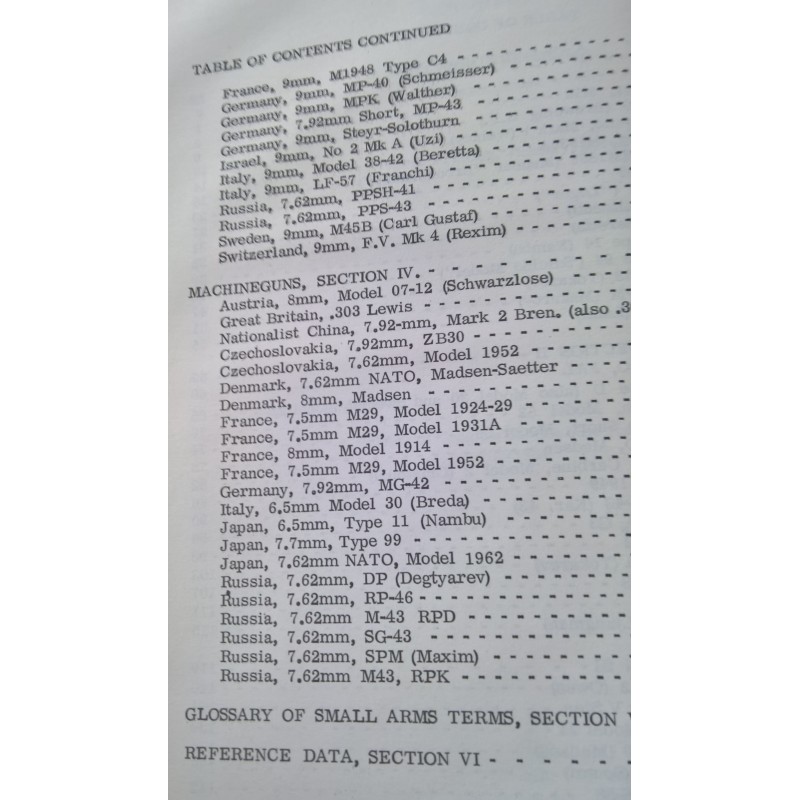 TABLE OF CONTENTS CONTINUED
France, 9mm, M1948 Type C4 - - - - - - - - - - -
Germany, 9mm, MP-40 (Schmeisser) - - - - - - - -
Germany, 9mm, MPK (Walther) - - - - - - - - - -
Germany, 7.92mm Short, MP-43 - - - - - - - - - -
Germany, 9mm, Steyr-Solothurn - - - - - - - - -
Israel, 9mm, No 2 Mk A (Uzi) - - - - - - - - - -
Italy, 9mm, Model 38-42 (Beretta) - - - - - - - -
Italy, 9mm, LF-57 (Franchi) - - - - - - - - - -
Russia, 7.62mm, PPSH-41 - - - - - - - - - - - -
Russia, 7.62mm, PPS-43 - - - - - - - - - - - - -
Sweden, 9mm, M45B (Carl Gustaf) - - - - - - - -
Switzerland, 9mm, F.V. Mk 4 (Rexim) - - - - - - -
MACHINEGUNS, SECTION IV. - - - - - - - - - - -
Austria, 8mm, Model 07-12 (Schwarzlose) - - - - -
Great Britain, .303 Lewis - - - - - - - - - - -
Nationalist China, 7.92-mm, Mark 2 Bren. (also .3
Czechoslovakia, 7.92mm, ZB30 - - - - - - - - -
Czechoslovakia, 7.62mm, Model 1952 - - - - - - -
Denmark, 7.62mm NATO, Madsen-Saetter - - - - -
Denmark, 8mm, Madsen - - - - - - - - - - - - -
France, 7.5mm M29, Model 1924-29 - - - - - - - -
France, 7.5mm M29, Model 1931A - - - - - - - -
France, 8mm, Model 1914 - - - - - - - - - - - -
France, 7.5mm M29, Model 1952 - - - - - - - - -
Germany, 7.92mm, MG-42 - - - - - - - - - - - -
Italy, 6.5mm Model 30 (Breda) - - - - - - - - - -
Japan, 6.5mm, Type 11 (Nambu) - - - - - - - - -
Japan, 7.7mm, Type 99 - - - - - - - - - - - - -
Japan, 7.62mm NATO, Model 1962 - - - - - - - -
Russia, 7.62mm, DP (Degtyarev) - - - - - - - - -
Russia, 7.62mm, RP-46 - - - - - - - - - - - - -
Russia, 7.62mm M-43 RPD - - - - - - - - - - -
Russia, 7.62mm, SG-43 - - - - - - - - - - - -
Russia, 7.62mm, SPM (Maxim) - - - - - - - - -
Russia, 7.62mm M43, RPK - - - - - - - - - - -
GLOSSARY OF SMALL ARMS TERMS, SECTION
REFERENCE DATA, SECTION VI - - - - - - - - -